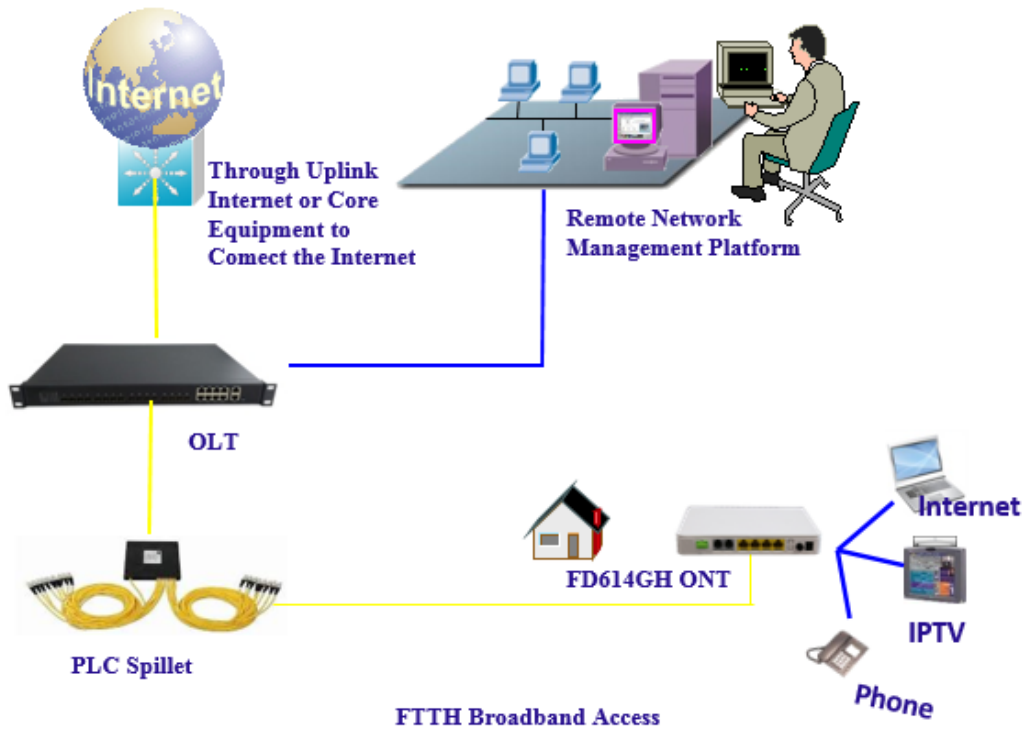 Internet
Through Uplink
Internet or Core
Equipment to
Comect the Internet
Remote Network
Management Platform
OLT
Internet
FD614GH ONT
IPTV
PLC Spillet
Phone
FTTH Broadband Access